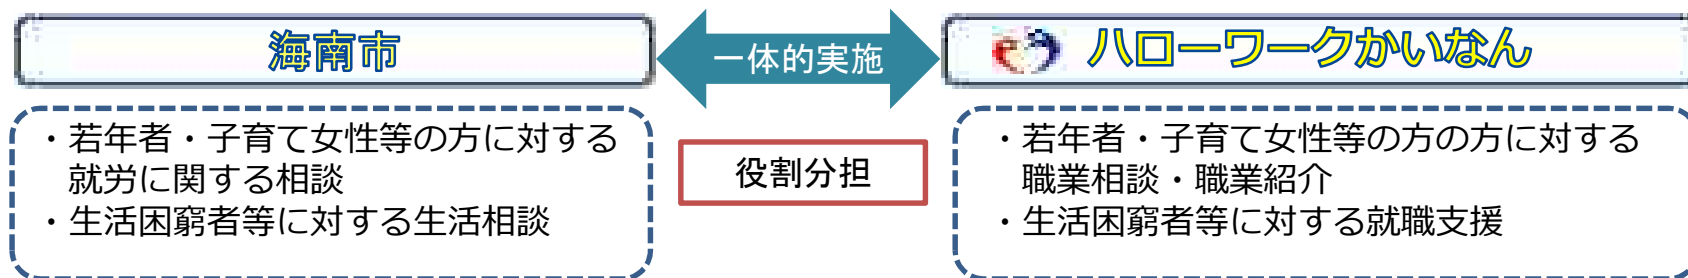 海南市
一体的実施
ハローワークかいなん
・若年者・子育て女性等の方に対する
就労に関する相談
・生活困窮者等に対する生活相談
役割分担
・若年者・子育て女性等の方の方に対する
職業相談・職業紹介
・生活困窮者等に対する就職支援